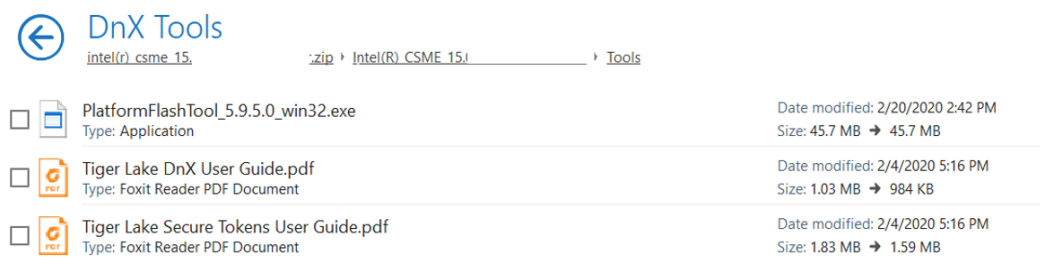 DnX Tools
intel(r)_csme_15. .zip Intel(R) CSME 15. Tools
PlatformFlashTool_5.9.5.0_win32.exe
Date modified: 2/20/2020 2:42 PM
Type: Application
Size: 45.7 MB → 45.7 MB
Tiger Lake DnX User Guide.pdf
Date modified: 2/4/2020 5:16 PM
PDF
Type: Foxit Reader PDF Document
Size: 1.03 MB → 984 KB
Tiger Lake Secure Tokens User Guide.pdf
Date modified: 2/4/2020 5:16 PM
PDF
Type: Foxit Reader PDF Document
Size: 1.83 MB → 1.59 MB